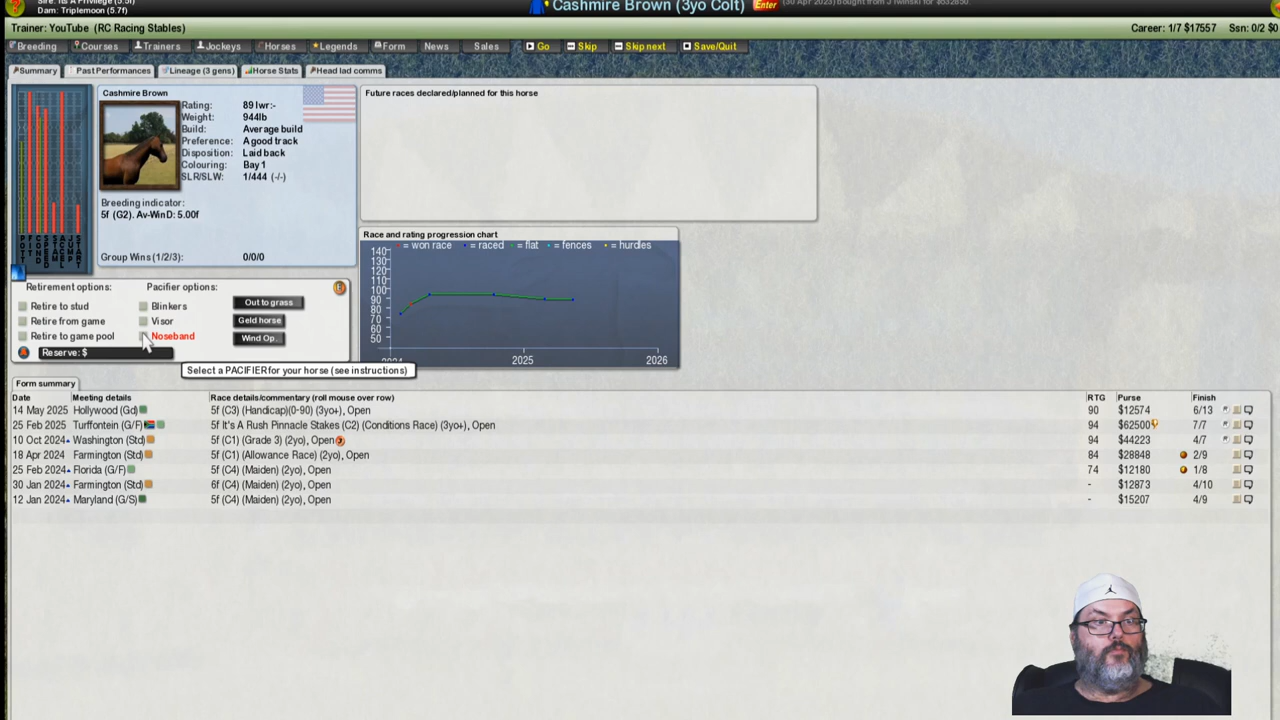 Sire: Its A Privilege (5.5f)
Dam: Triplemoon (5.7f)
Cashmire Brown (3yo Colt)
Enter
(30 Apr 2023) bought from J Iwinski for $632850.
Trainer: YouTube (RC Racing Stables)
Career: 1/7 $17557 Ssn: 0/2 $0
Breeding Courses Trainers Jockeys Horses Legends Form News Sales Go Skip Skip next Save/Quit
Summary Past Performances Lineage (3 gens) Horse Stats Head lad comms
Cashmire Brown
Rating: 89 lwr:-
Weight: 944lb
Build: Average build
Preference: A good track
Disposition: Laid back
Colouring: Bay 1
SLR/SLW: 1/444 (-/-)
Breeding indicator:
5f (G2). Av-WinD: 5.00f
Group Wins (1/2/3): 0/0/0
POTT FIT COND SPEED STAM ACCEL JUMP START
Future races declared/planned for this horse
Race and rating progression chart
= won race = raced = flat = fences = hurdles
140
130
120
110
100
90
80
70
60
50
2024 2025 2026
Retirement options: Pacifier options:
Retire to stud Blinkers Out to grass
Retire from game Visor Geld horse
Retire to game pool Noseband Wind Op.
Reserve: $
Select a PACIFIER for your horse (see instructions)
Form summary
Date Meeting details Race details/commentary (roll mouse over row) RTG Purse Finish
14 May 2025 Hollywood (Gd) 5f (C3) (Handicap)(0-90) (3yo+), Open 90 $12574 6/13
25 Feb 2025 Turffontein (G/F) 5f It's A Rush Pinnacle Stakes (C2) (Conditions Race) (3yo+), Open 94 $62500 7/7
10 Oct 2024 Washington (Std) 5f (C1) (Grade 3) (2yo), Open 94 $44223 4/7
18 Apr 2024 Farmington (Std) 5f (C1) (Allowance Race) (2yo), Open 84 $28848 2/9
25 Feb 2024 Florida (G/F) 5f (C4) (Maiden) (2yo), Open 74 $12180 1/8
30 Jan 2024 Farmington (Std) 6f (C4) (Maiden) (2yo), Open - $12873 4/10
12 Jan 2024 Maryland (G/S) 5f (C4) (Maiden) (2yo), Open - $15207 4/9